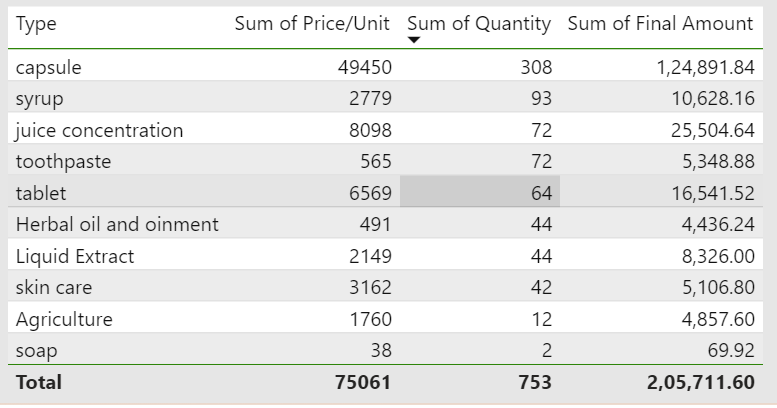 Type Sum of Price/Unit Sum of Quantity Sum of Final Amount
capsule 49450 308 1,24,891.84
syrup 2779 93 10,628.16
juice concentration 8098 72 25,504.64
toothpaste 565 72 5,348.88
tablet 6569 64 16,541.52
Herbal oil and oinment 491 44 4,436.24
Liquid Extract 2149 44 8,326.00
skin care 3162 42 5,106.80
Agriculture 1760 12 4,857.60
soap 38 2 69.92
Total 75061 753 2,05,711.60